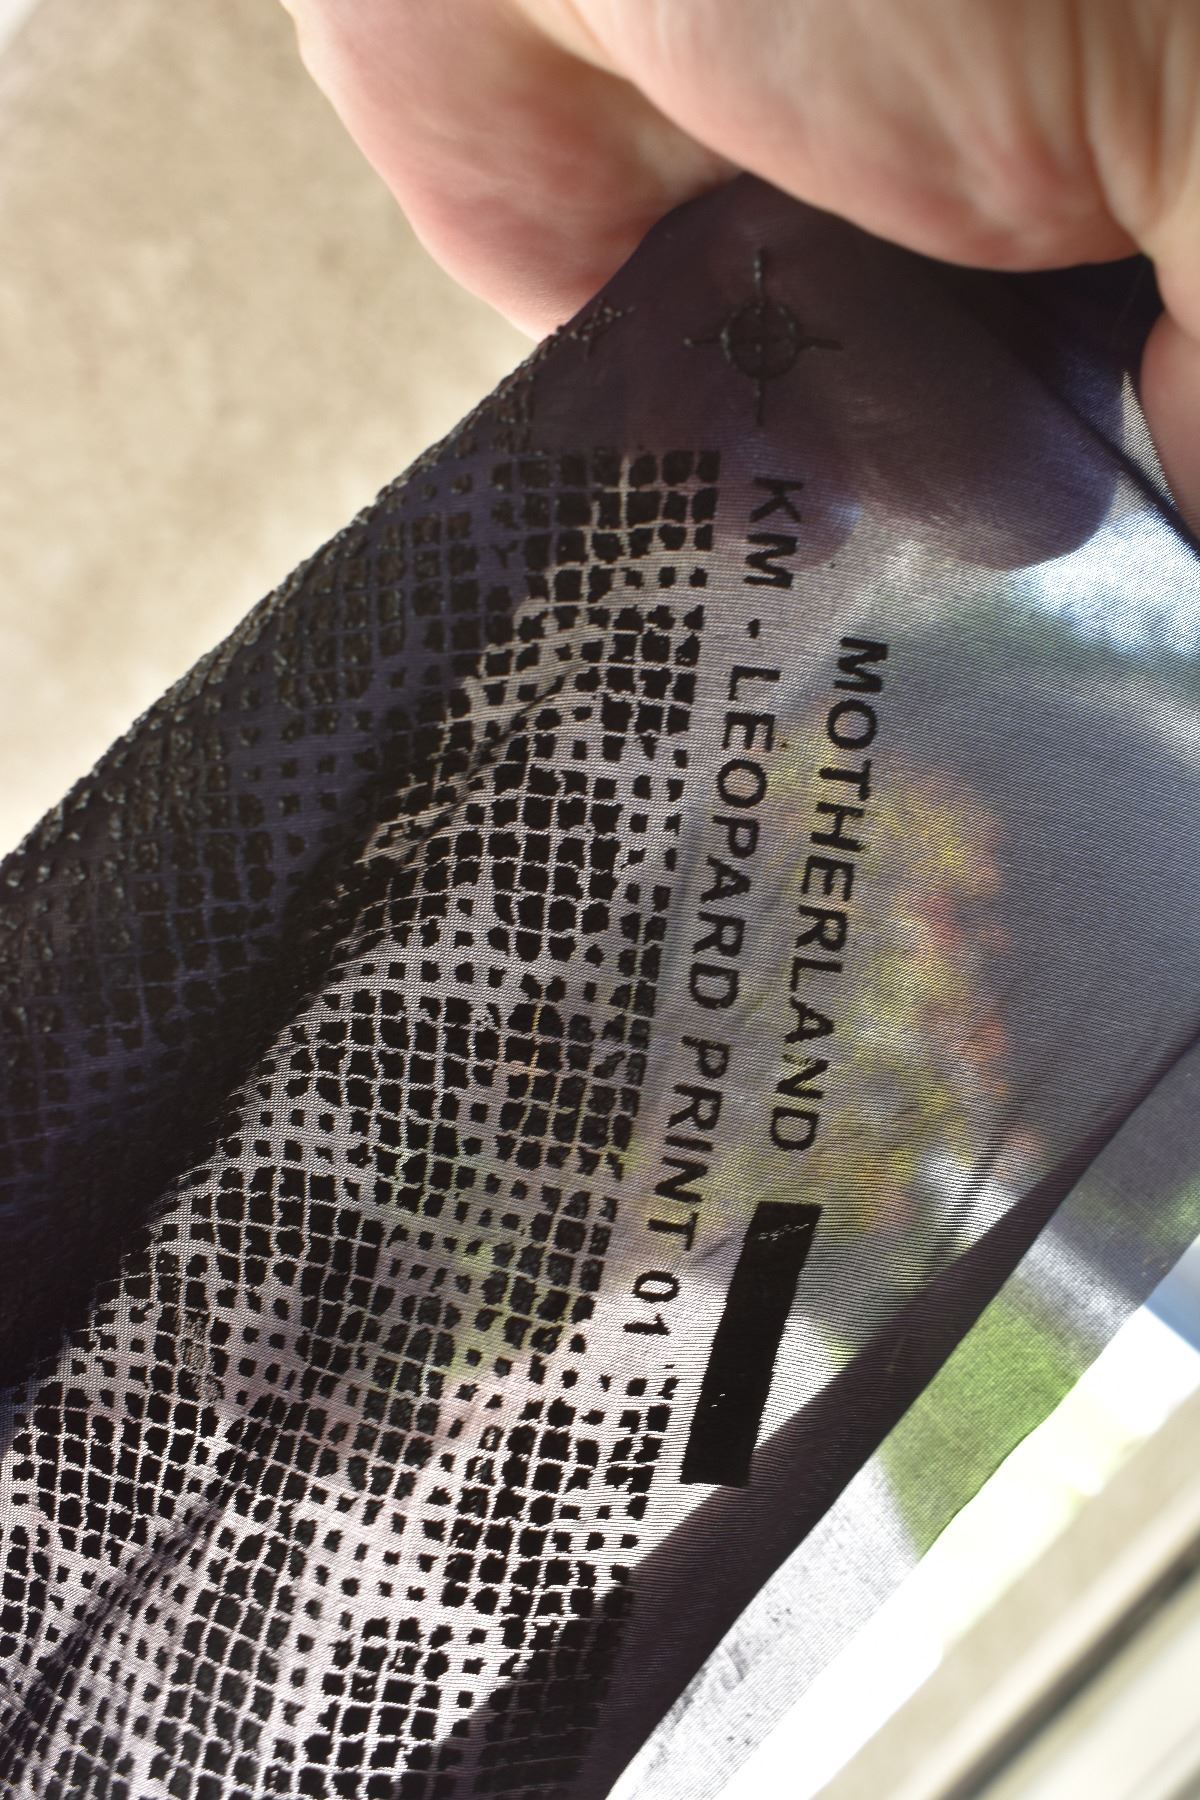 MOTHERLAND
KM · LEOPARD PRINT 01